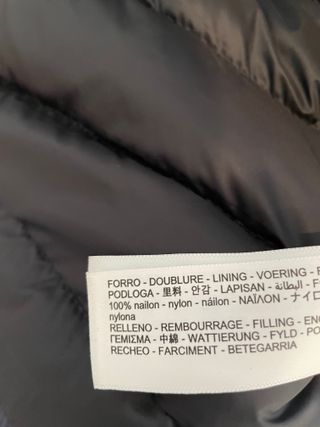 FORRO - DOUBLURE - LINING - VOERING -
PODLOGA - 里料 - 안감 - LAPISAN - البطانة -
100% nailon - nylon - náilon - ΝΑΪΛΟΝ - ナイロ
nylona
RELLENO - REMBOURRAGE - FILLING -
ΓΕΜΙΣΜΑ - 中綿 - WATTIERUNG - FYLD -
RECHEO - FARCIMENT - BETEGARRIA